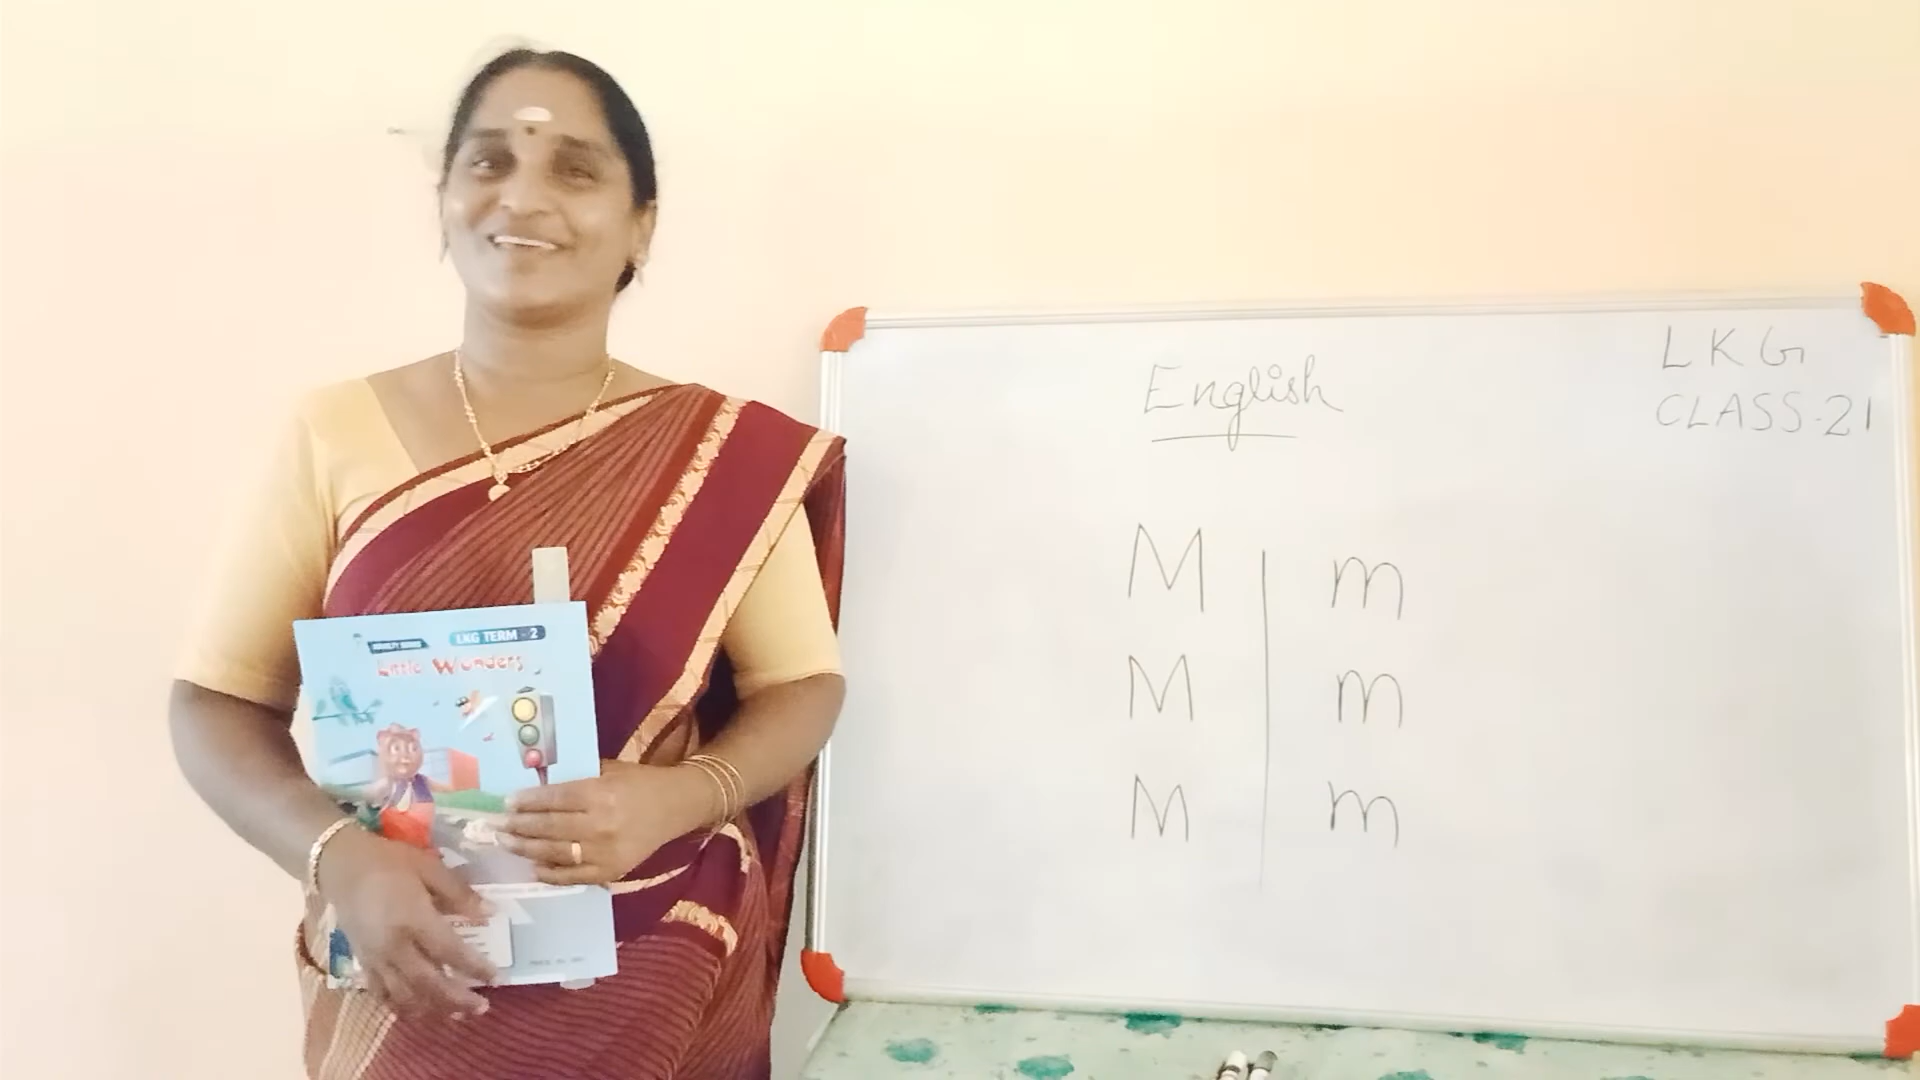 LKG TERM - 2
Little Wonders
English
LKG
CLASS-21
M | m
M | m
M | m